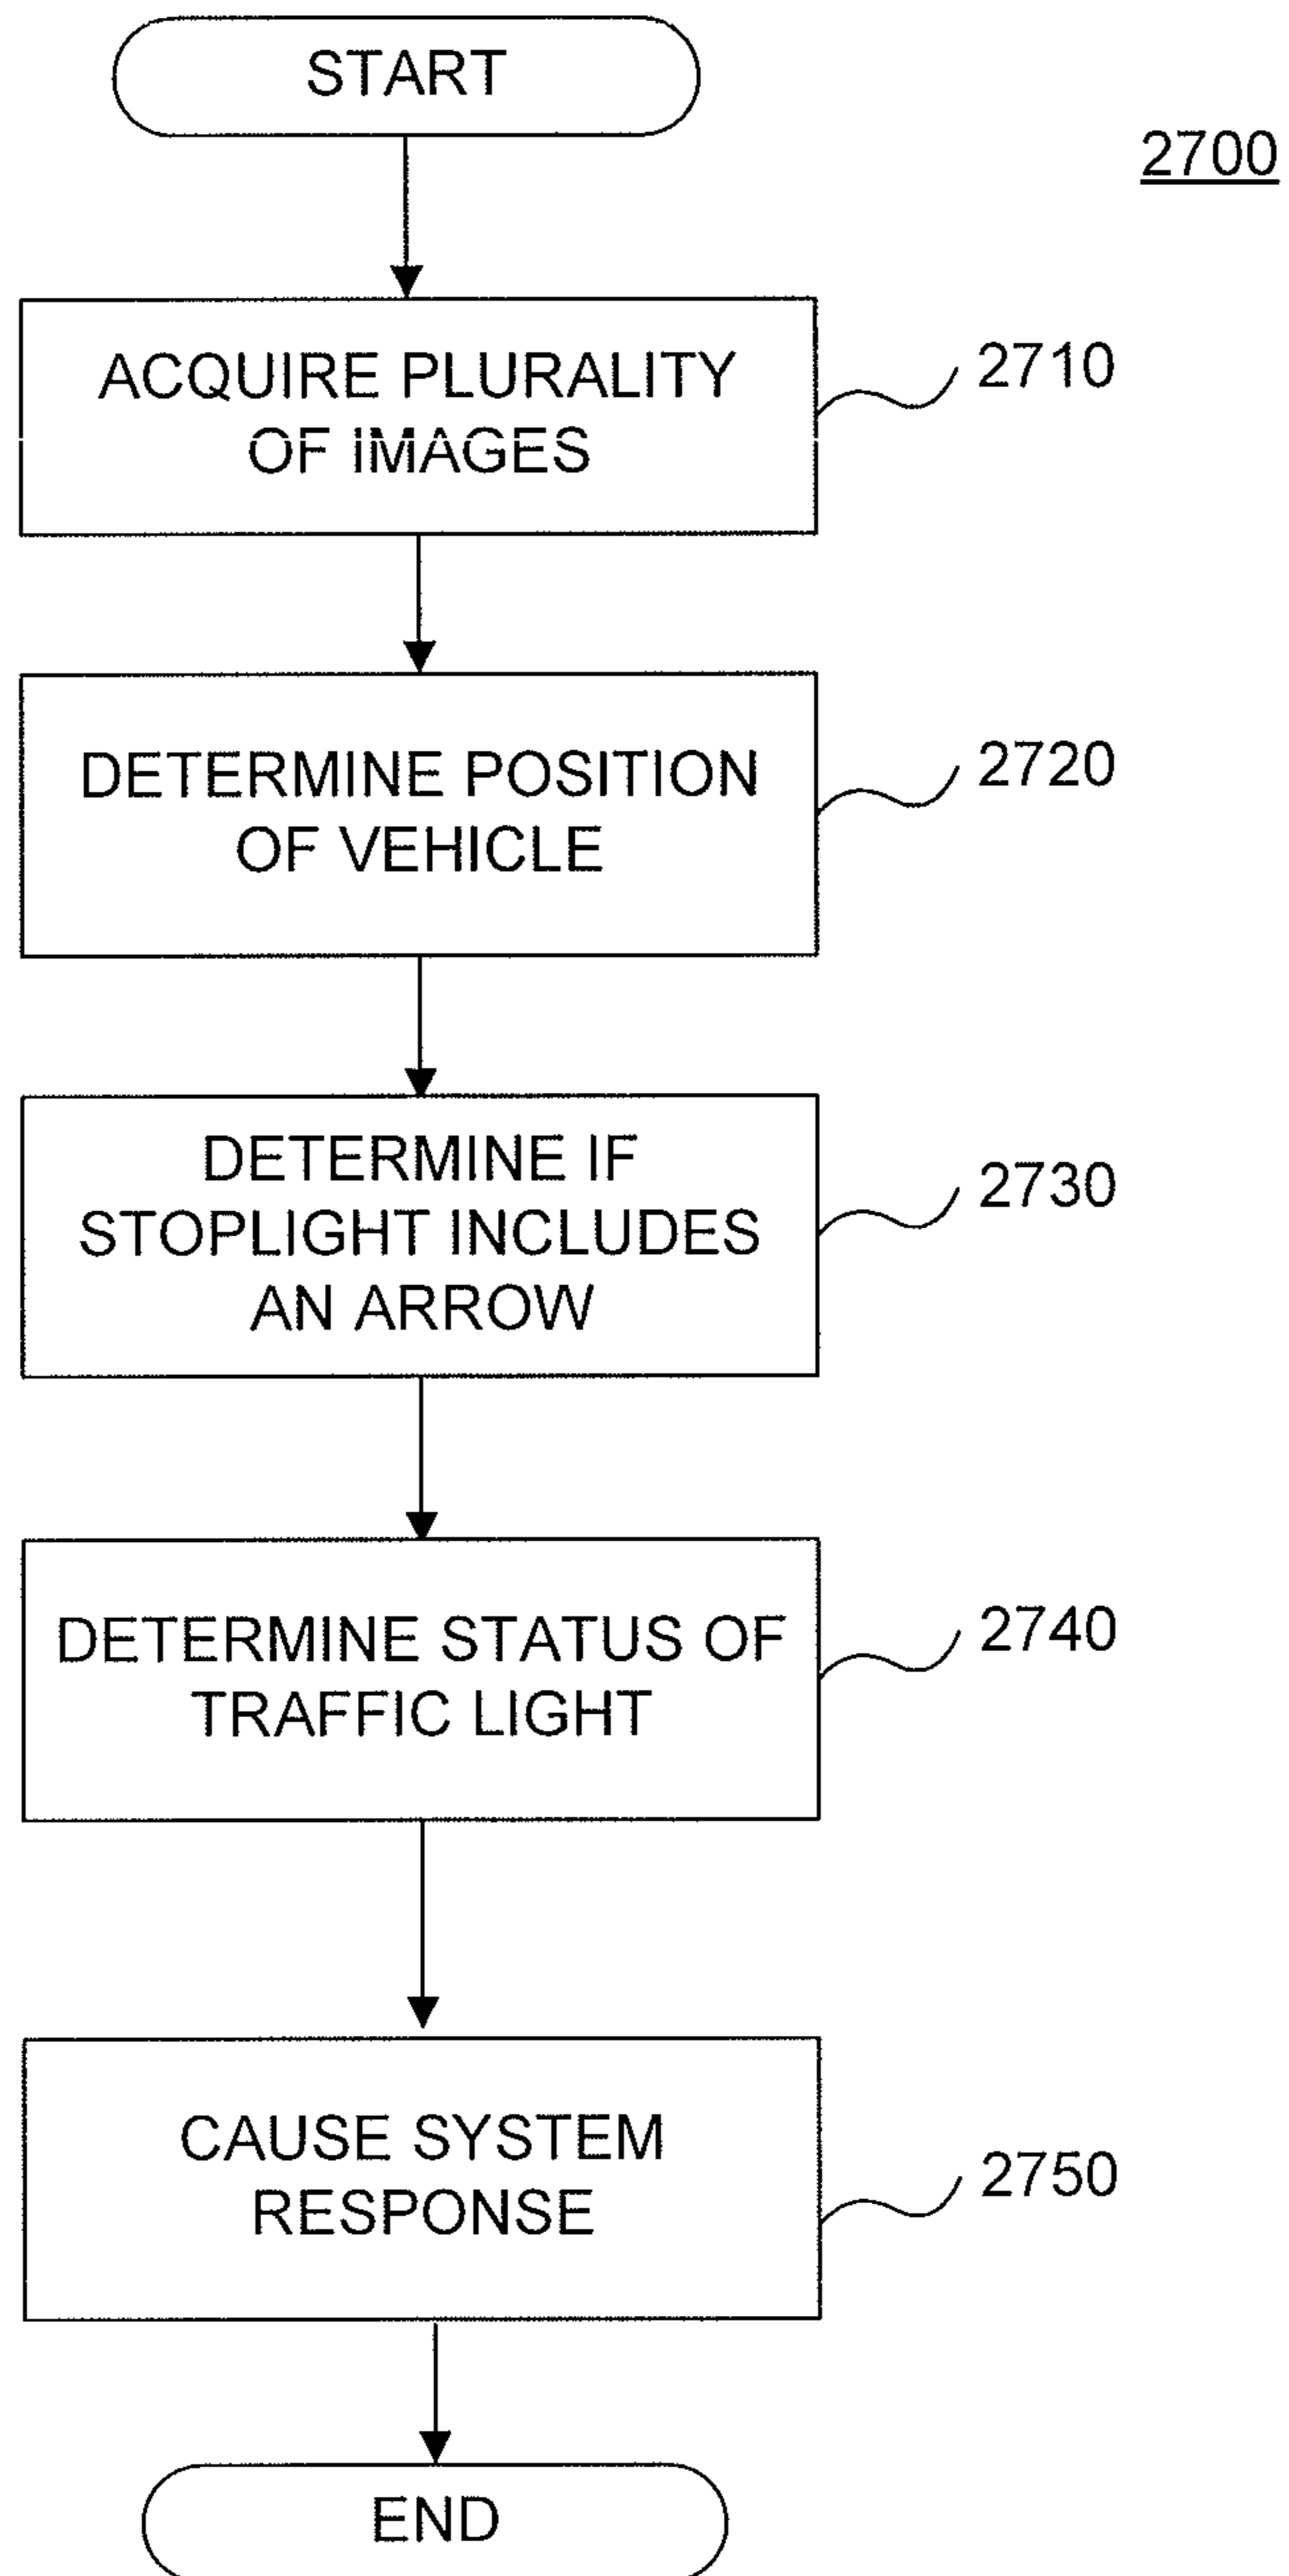 START
2700
ACQUIRE PLURALITY
OF IMAGES
2710
DETERMINE POSITION
OF VEHICLE
2720
DETERMINE IF
STOPLIGHT INCLUDES
AN ARROW
2730
DETERMINE STATUS OF
TRAFFIC LIGHT
2740
CAUSE SYSTEM
RESPONSE
2750
END